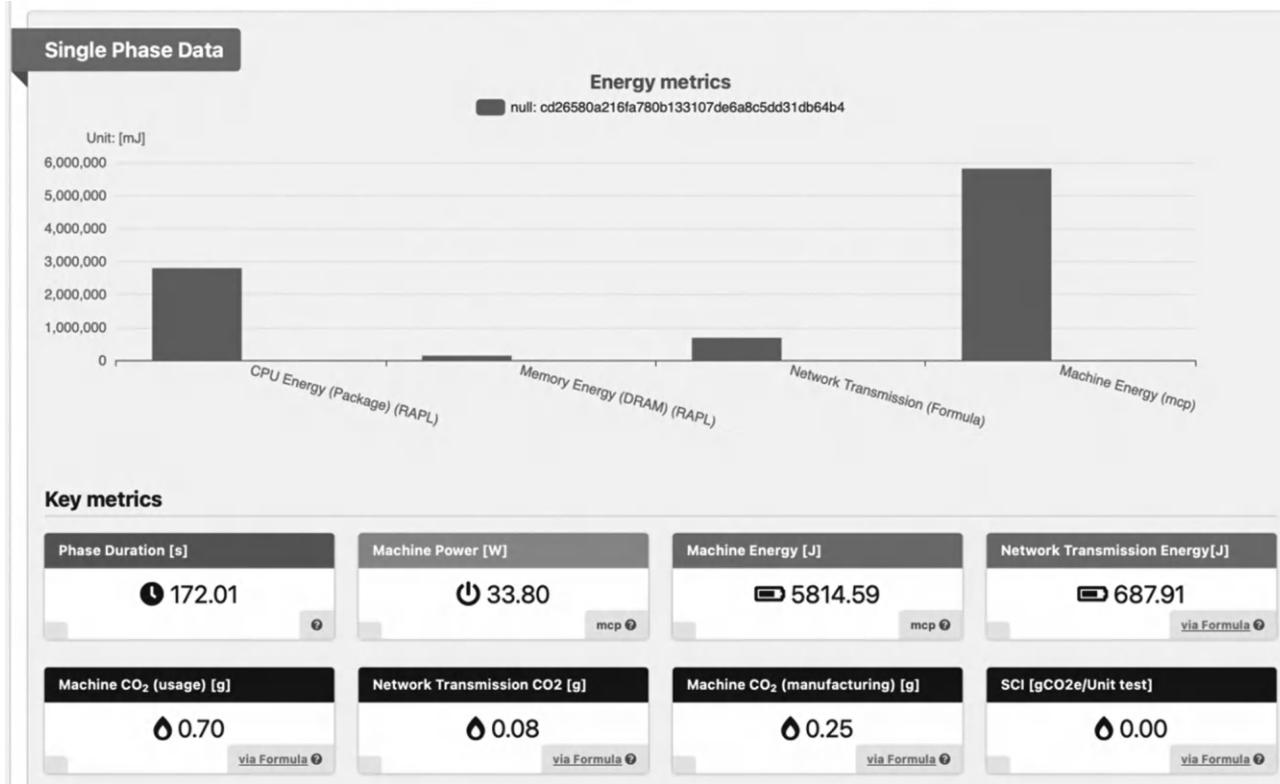 Single Phase Data
Energy metrics
null: cd26580a216fa780b133107de6a8c5dd31db64b4
Unit: [mJ]
6,000,000
5,000,000
4,000,000
3,000,000
2,000,000
1,000,000
0
CPU Energy (Package) (RAPL)
Memory Energy (DRAM) (RAPL)
Network Transmission (Formula)
Machine Energy (mcp)
Key metrics
Phase Duration [s]
172.01
?
Machine Power [W]
33.80
mcp ?
Machine Energy [J]
5814.59
mcp ?
Network Transmission Energy[J]
687.91
via Formula ?
Machine CO₂ (usage) [g]
0.70
via Formula ?
Network Transmission CO2 [g]
0.08
via Formula ?
Machine CO₂ (manufacturing) [g]
0.25
via Formula ?
SCI [gCO2e/Unit test]
0.00
via Formula ?